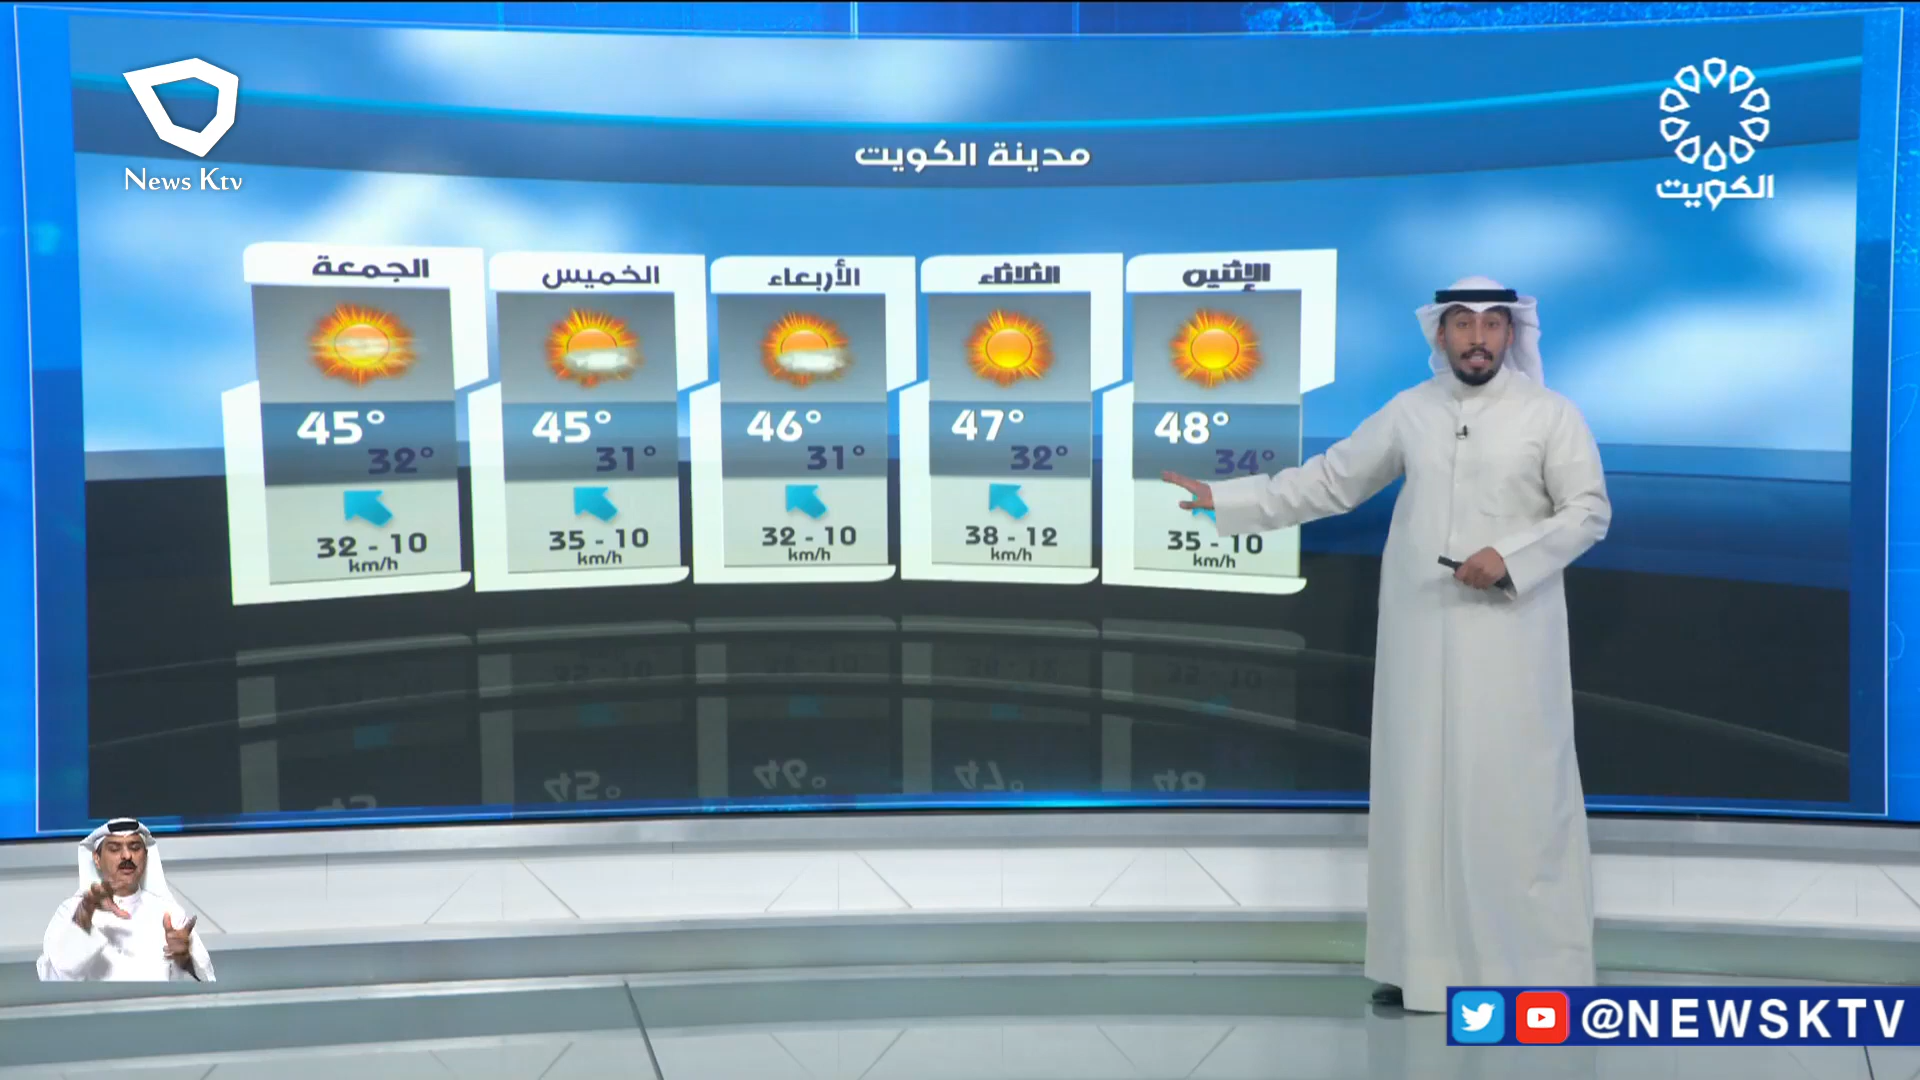 News Ktv
الكويت
مدينة الكويت
الإثنين
48°
34°
35 - 10
km/h
الثلاثاء
47°
32°
38 - 12
km/h
الأربعاء
46°
31°
32 - 10
km/h
الخميس
45°
31°
35 - 10
km/h
الجمعة
45°
32°
32 - 10
km/h
@NEWSKTV